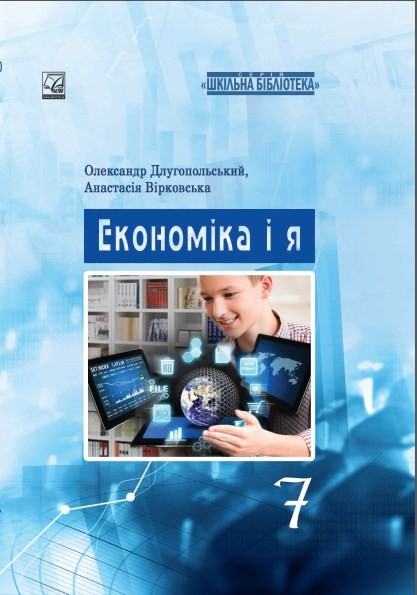 СЕРІЯ
«ШКІЛЬНА БІБЛІОТЕКА»
Олександр Длугопольський,
Анастасія Вірковська
Економіка і я
FILE
7